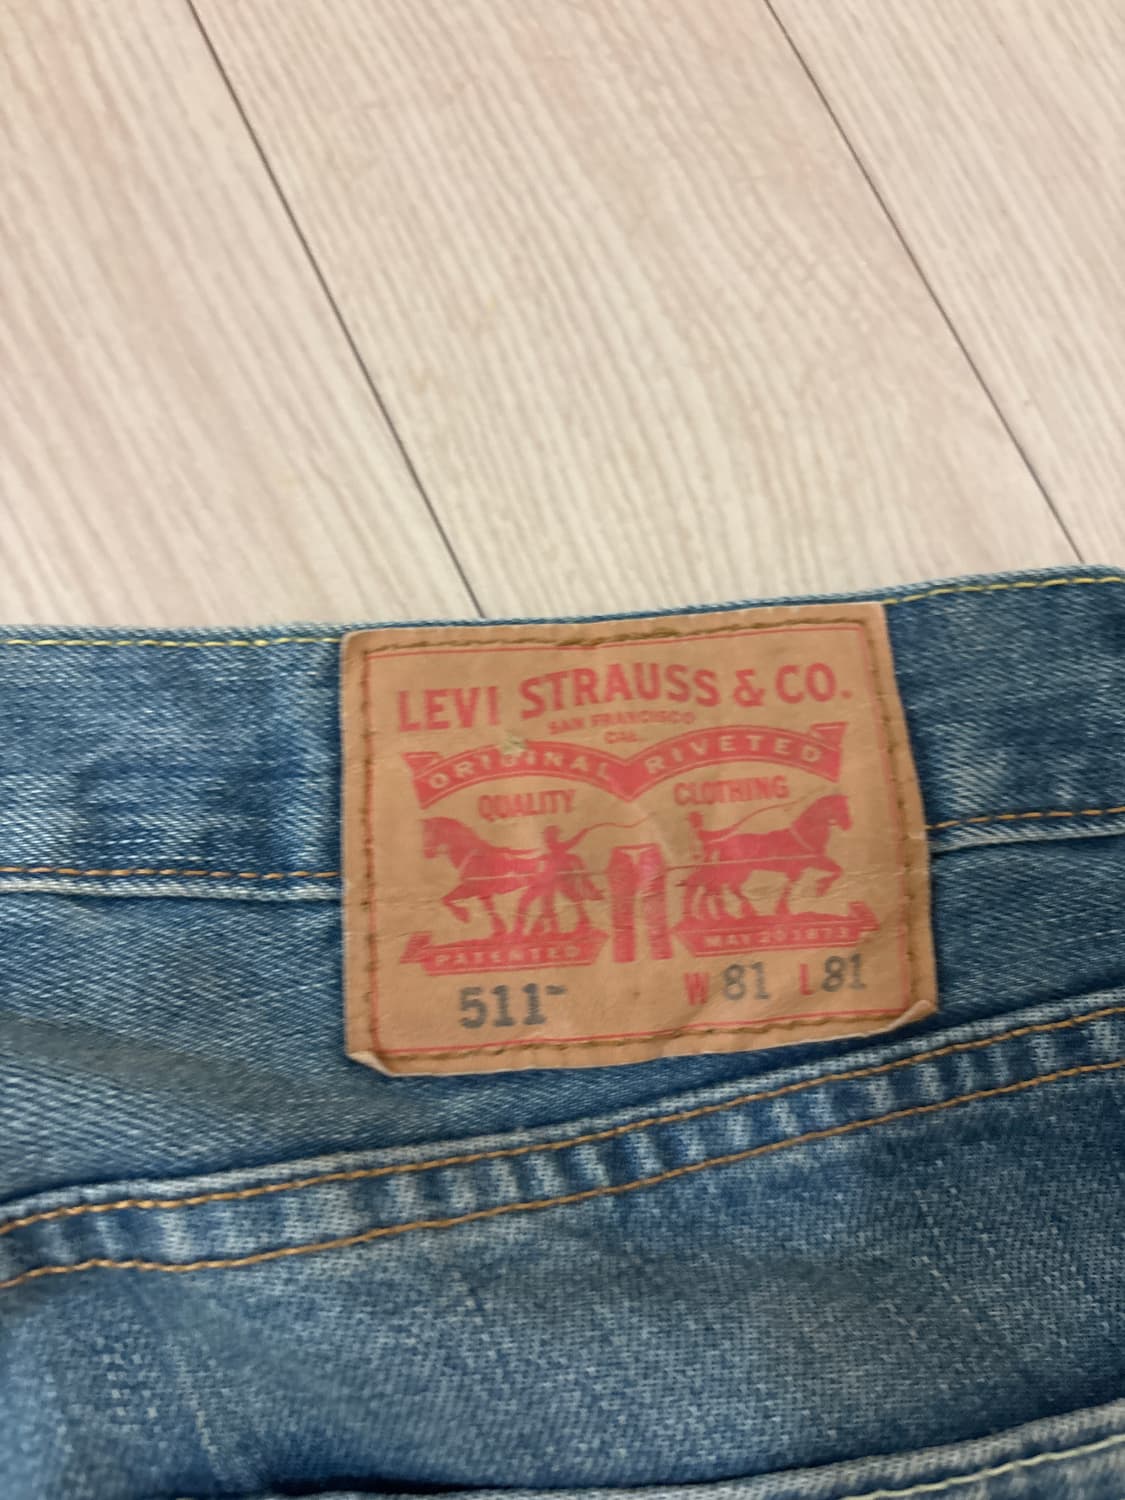 LEVI STRAUSS & CO.
SAN FRANCISCO
CAL.
ORIGINAL RIVETED
QUALITY CLOTHING
PATENTED MAY 20 1873
511™ W 81 L 81